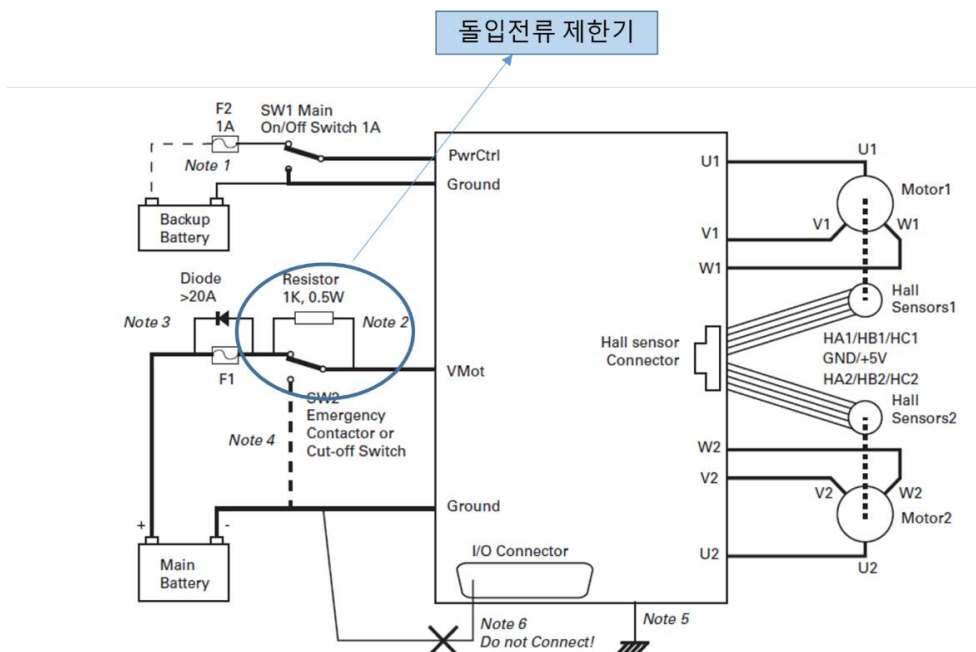 돌입전류 제한기
F2
1A
SW1 Main
On/Off Switch 1A
Note 1
PwrCtrl
Ground
Backup
Battery
U1
U1
Motor1
V1
V1
W1
W1
Diode
>20A
Resistor
1K, 0.5W
Note 3
Note 2
F1
VMot
Hall
Sensors1
Hall sensor
Connector
HA1/HB1/HC1
GND/+5V
HA2/HB2/HC2
Hall
Sensors2
SW2
Emergency
Contactor or
Cut-off Switch
Note 4
W2
V2
V2
W2
Motor2
U2
U2
Ground
+
-
Main
Battery
I/O Connector
Note 6
Do not Connect!
Note 5